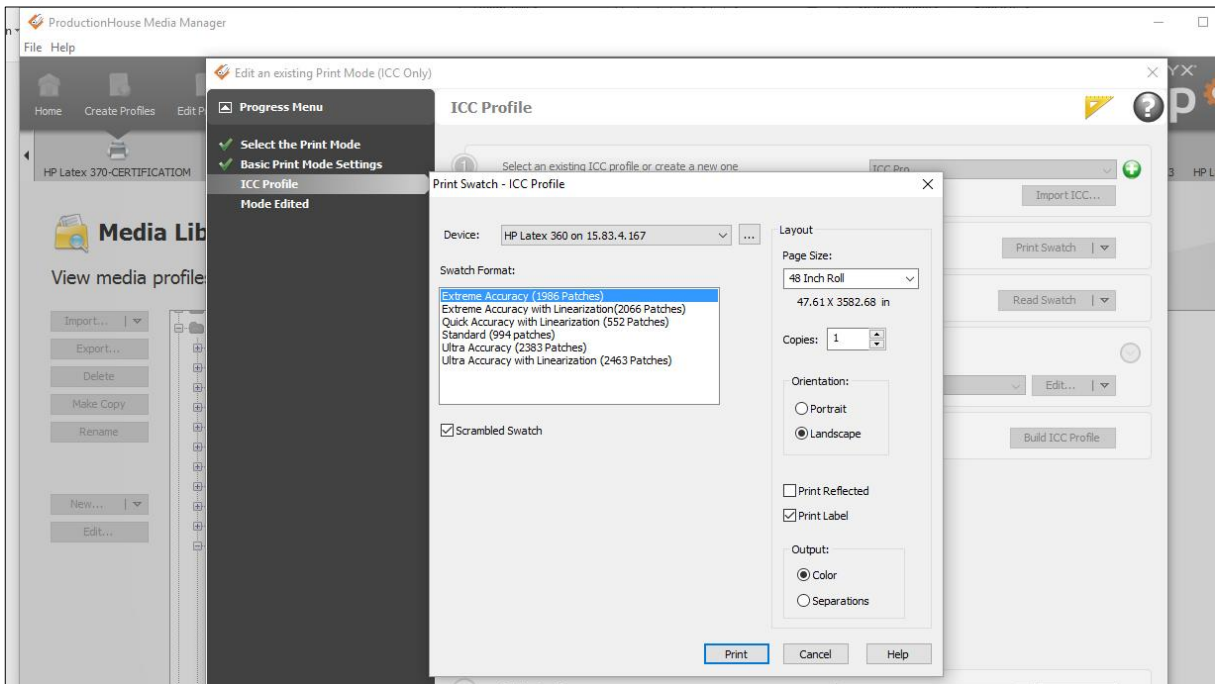 ProductionHouse Media Manager
File Help
Edit an existing Print Mode (ICC Only)
YX
Home Create Profiles Edit P
Progress Menu
ICC Profile
p
Select the Print Mode
Basic Print Mode Settings
ICC Profile
Mode Edited
HP Latex 370-CERTIFICATIOM
1 Select an existing ICC profile or create a new one
ICC Pro
3 HP L
Import ICC...
Print Swatch - ICC Profile
Media Lib
View media profile
Device: HP Latex 360 on 15.83.4.167 ...
Layout
Page Size:
48 Inch Roll
47.61 X 3582.68 in
Print Swatch
Swatch Format:
Extreme Accuracy (1986 Patches)
Extreme Accuracy with Linearization(2066 Patches)
Quick Accuracy with Linearization (552 Patches)
Standard (994 patches)
Ultra Accuracy (2383 Patches)
Ultra Accuracy with Linearization (2463 Patches)
Read Swatch
Import...
Export...
Delete
Make Copy
Rename
New...
Edit...
Copies: 1
Orientation:
Portrait
Landscape
Edit...
Scrambled Swatch
Build ICC Profile
Print Reflected
Print Label
Output:
Color
Separations
Print Cancel Help